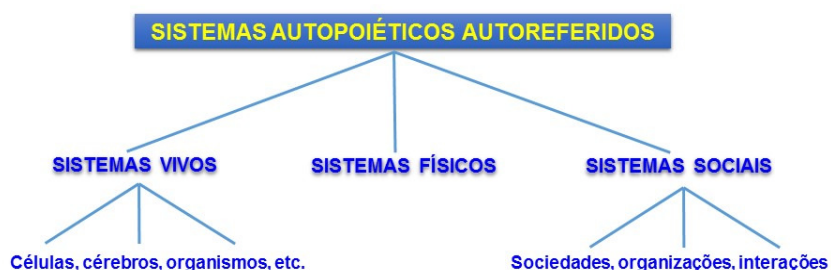 SISTEMAS AUTOPOIÉTICOS AUTOREFERIDOS
SISTEMAS VIVOS
SISTEMAS FÍSICOS
SISTEMAS SOCIAIS
Células, cérebros, organismos, etc.
Sociedades, organizações, interações